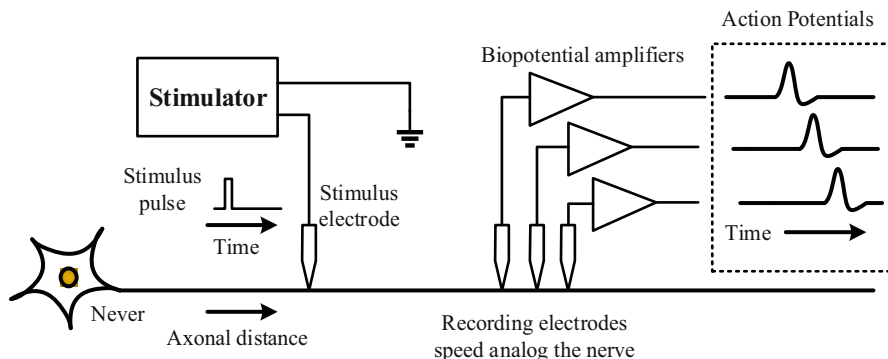 Action Potentials
Biopotential amplifiers
Stimulator
Stimulus
pulse
Stimulus
electrode
Time
Time
Never
Axonal distance
Recording electrodes
speed analog the nerve